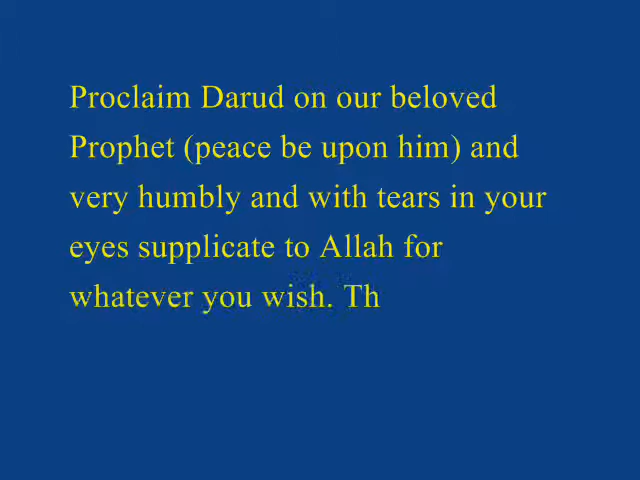 Proclaim Darud on our beloved
Prophet (peace be upon him) and
very humbly and with tears in your
eyes supplicate to Allah for
whatever you wish. Th